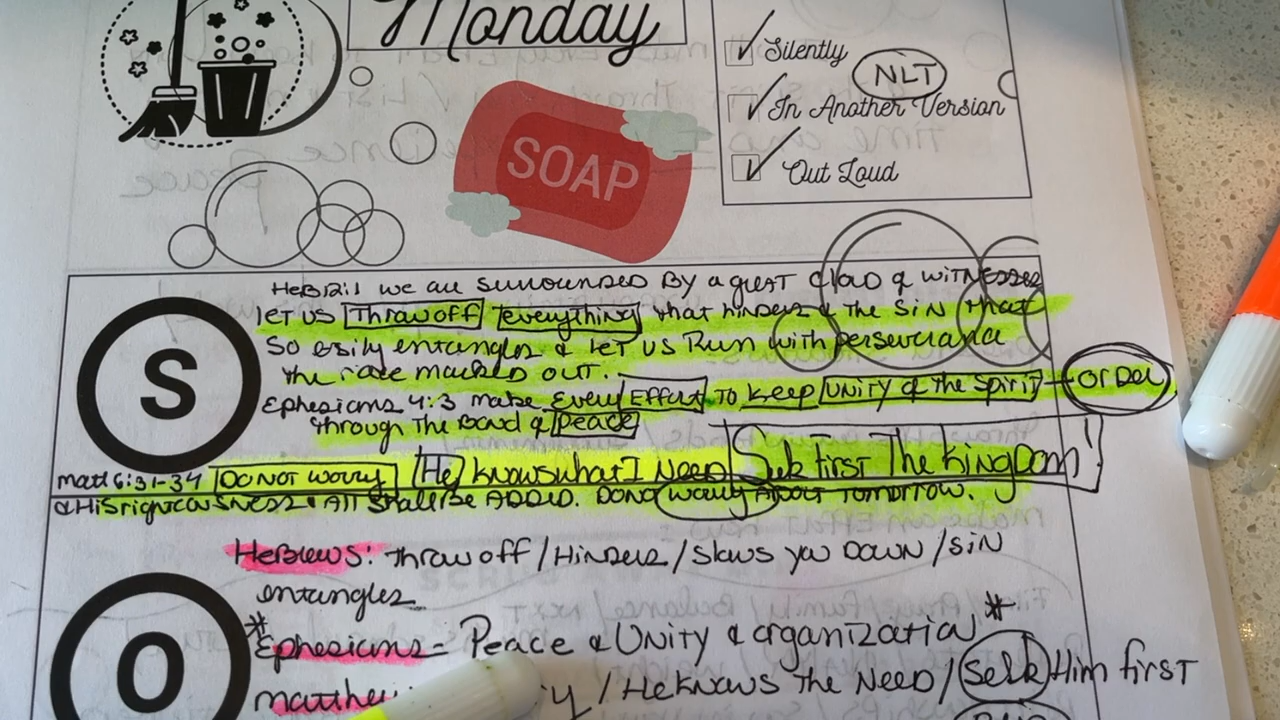 Monday
Silently
NLT
In Another Version
Out Loud
SOAP
HEB 12:1 we are surrounded By a great cloud & witnesses
let us Throw off everything that hinders & the sin that
So easily entangles & let us Run with perseverance
the race marked out.
S
Ephesians 4:3 make Every Effort to keep Unity of the Spirit - order
through The Bond of peace
matt 6:31-34 Do not worry He knows what I Need Seek first The Kingdom!
& His righteousness & All shall be ADDED. DO NOT worry About Tomorrow.
Hebrews: throw off / Hinders / slows you Down / sin
entangles
O
* Ephesians = Peace & Unity & organization *
matthe y / He knows the Need / Seek Him first